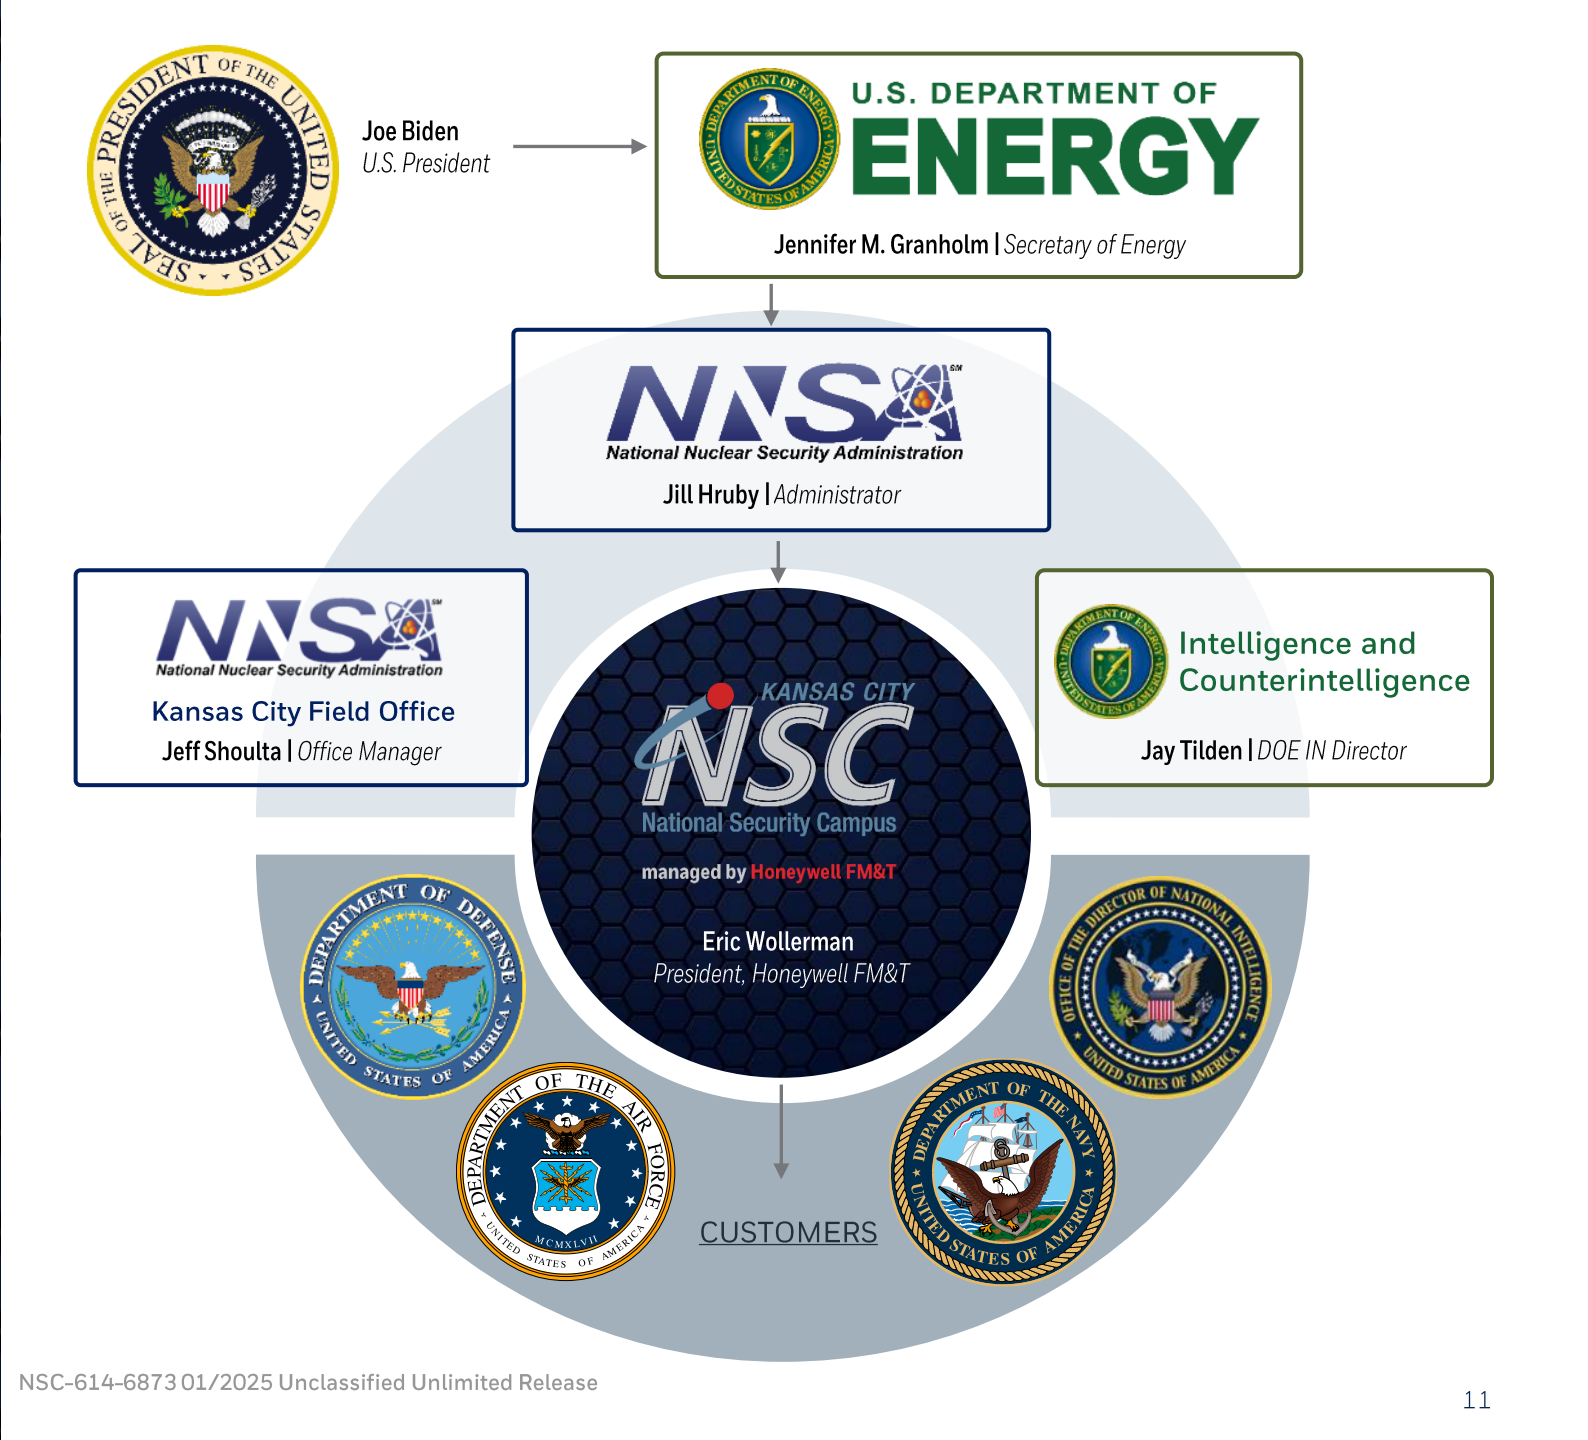 SEAL OF THE PRESIDENT OF THE UNITED STATES
Joe Biden
U.S. President
DEPARTMENT OF ENERGY
UNITED STATES OF AMERICA
U.S. DEPARTMENT OF
ENERGY
Jennifer M. Granholm | Secretary of Energy
NNSA SM
National Nuclear Security Administration
Jill Hruby | Administrator
NNSA SM
National Nuclear Security Administration
Kansas City Field Office
Jeff Shoulta | Office Manager
DEPARTMENT OF ENERGY
UNITED STATES OF AMERICA
Intelligence and
Counterintelligence
Jay Tilden | DOE IN Director
KANSAS CITY
NSC
National Security Campus
managed by Honeywell FM&T
Eric Wollerman
President, Honeywell FM&T
DEPARTMENT OF DEFENSE
UNITED STATES OF AMERICA
OFFICE OF THE DIRECTOR OF NATIONAL INTELLIGENCE
UNITED STATES OF AMERICA
DEPARTMENT OF THE AIR FORCE
MCMXLVII
UNITED STATES OF AMERICA
DEPARTMENT OF THE NAVY
UNITED STATES OF AMERICA
CUSTOMERS
NSC-614-6873 01/2025 Unclassified Unlimited Release
11